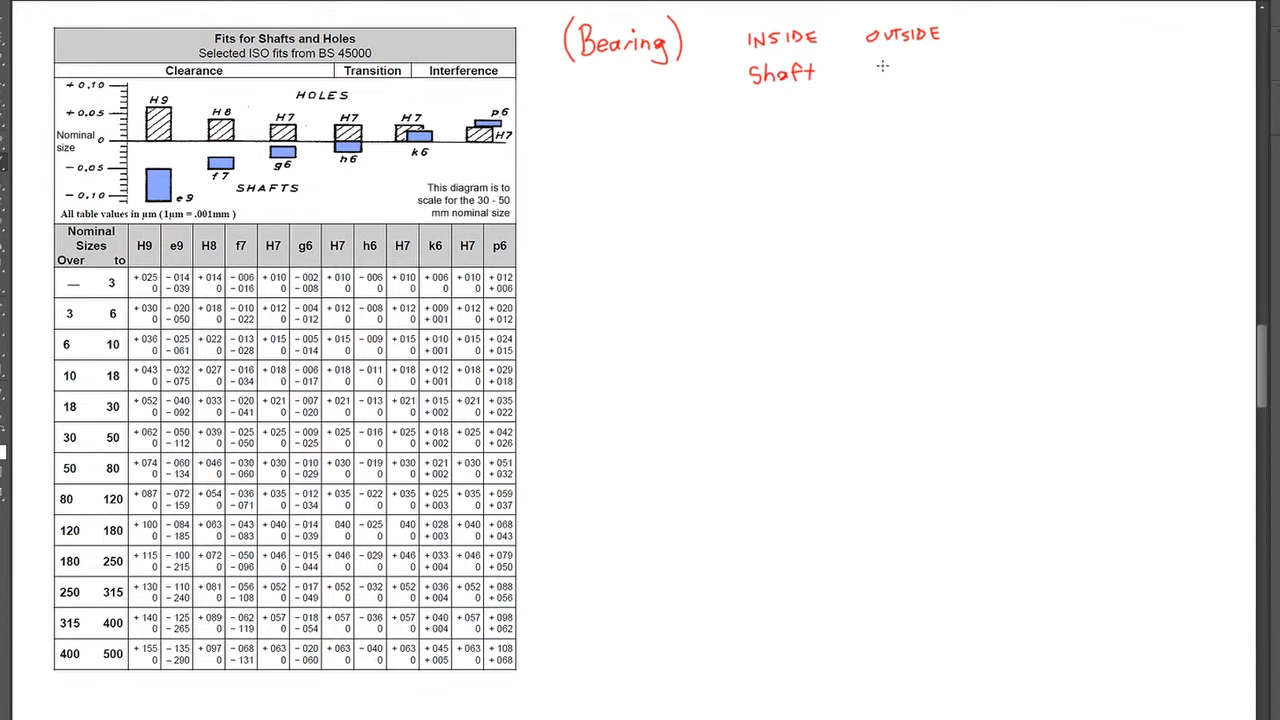 Fits for Shafts and Holes
Selected ISO fits from BS 45000
Clearance Transition Interference
+ 0.10
+ 0.05
Nominal size 0
- 0.05
- 0.10
HOLES
H9 H8 H7 H7 H7 p6
H7
e9 f7 g6 h6 k6
SHAFTS
This diagram is to
scale for the 30 - 50
mm nominal size
All table values in µm ( 1µm = .001mm )
Nominal Sizes H9 e9 H8 f7 H7 g6 H7 h6 H7 k6 H7 p6
Over to
— 3 + 025 − 014 + 014 − 006 + 010 − 002 + 010 − 006 + 010 + 006 + 010 + 012
0 − 039 0 − 016 0 − 008 0 0 0 0 0 + 006
3 6 + 030 − 020 + 018 − 010 + 012 − 004 + 012 − 008 + 012 + 009 + 012 + 020
0 − 050 0 − 022 0 − 012 0 0 0 + 001 0 + 012
6 10 + 036 − 025 + 022 − 013 + 015 − 005 + 015 − 009 + 015 + 010 + 015 + 024
0 − 061 0 − 028 0 − 014 0 0 0 + 001 0 + 015
10 18 + 043 − 032 + 027 − 016 + 018 − 006 + 018 − 011 + 018 + 012 + 018 + 029
0 − 075 0 − 034 0 − 017 0 0 0 + 001 0 + 018
18 30 + 052 − 040 + 033 − 020 + 021 − 007 + 021 − 013 + 021 + 015 + 021 + 035
0 − 092 0 − 041 0 − 020 0 0 0 + 002 0 + 022
30 50 + 062 − 050 + 039 − 025 + 025 − 009 + 025 − 016 + 025 + 018 + 025 + 042
0 − 112 0 − 050 0 − 025 0 0 0 + 002 0 + 026
50 80 + 074 − 060 + 046 − 030 + 030 − 010 + 030 − 019 + 030 + 021 + 030 + 051
0 − 134 0 − 060 0 − 029 0 0 0 + 002 0 + 032
80 120 + 087 − 072 + 054 − 036 + 035 − 012 + 035 − 022 + 035 + 025 + 035 + 059
0 − 159 0 − 071 0 − 034 0 0 0 + 003 0 + 037
120 180 + 100 − 084 + 063 − 043 + 040 − 014 040 − 025 040 + 028 + 040 + 068
0 − 185 0 − 083 0 − 039 0 0 0 + 003 0 + 043
180 250 + 115 − 100 + 072 − 050 + 046 − 015 + 046 − 029 + 046 + 033 + 046 + 079
0 − 215 0 − 096 0 − 044 0 0 0 + 004 0 + 050
250 315 + 130 − 110 + 081 − 056 + 052 − 017 + 052 − 032 + 052 + 036 + 052 + 088
0 − 240 0 − 108 0 − 049 0 0 0 + 004 0 + 056
315 400 + 140 − 125 + 089 − 062 + 057 − 018 + 057 − 036 + 057 + 040 + 057 + 098
0 − 265 0 − 119 0 − 054 0 0 0 + 004 0 + 062
400 500 + 155 − 135 + 097 − 068 + 063 − 020 + 063 − 040 + 063 + 045 + 063 + 108
0 − 290 0 − 131 0 − 060 0 0 0 + 005 0 + 068
(Bearing) INSIDE OUTSIDE
Shaft